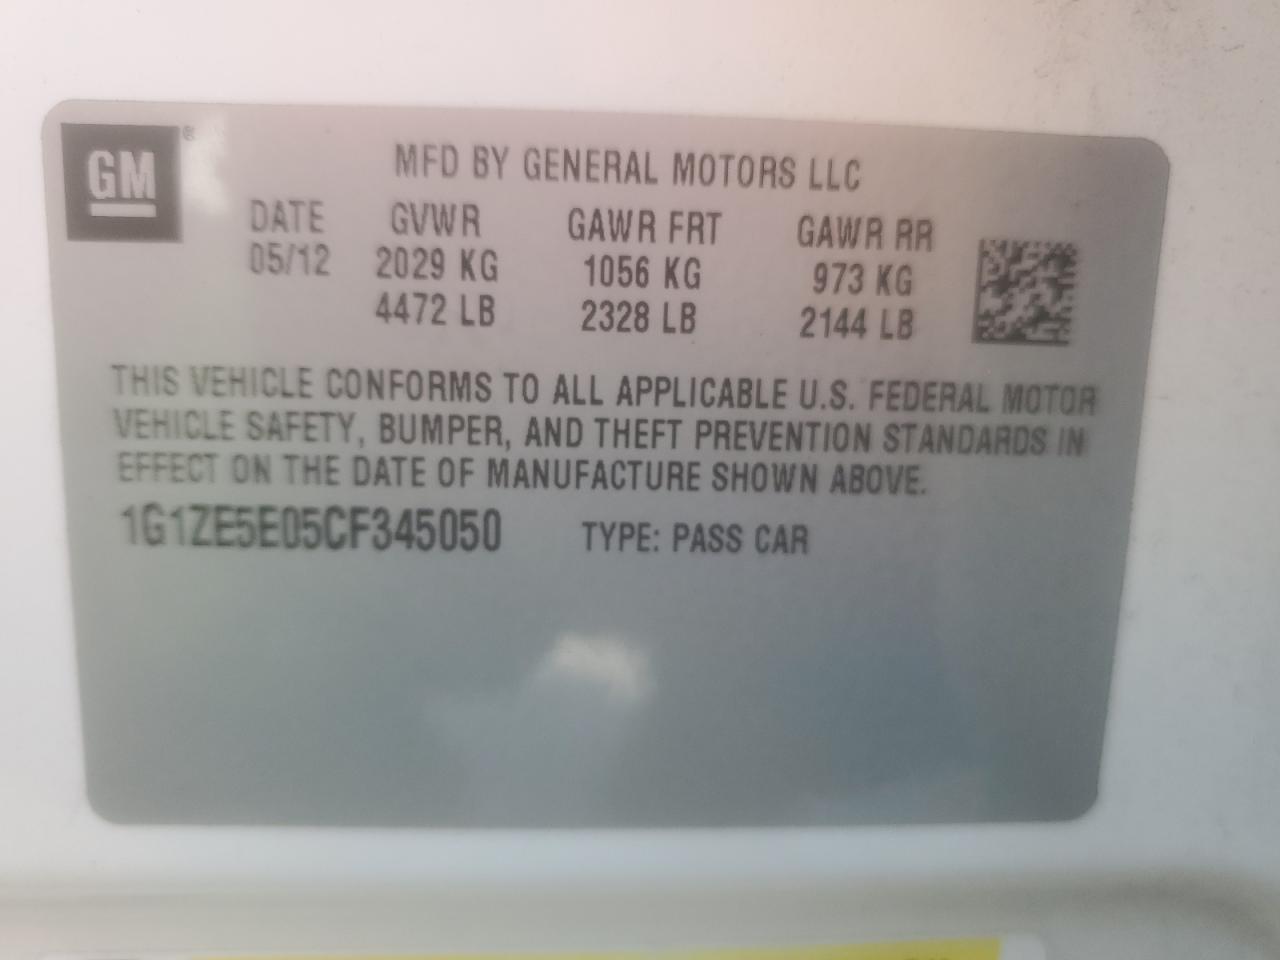 GM ®
MFD BY GENERAL MOTORS LLC
DATE GVWR GAWR FRT GAWR RR
05/12 2029 KG 1056 KG 973 KG
4472 LB 2328 LB 2144 LB
THIS VEHICLE CONFORMS TO ALL APPLICABLE U.S. FEDERAL MOTOR
VEHICLE SAFETY, BUMPER, AND THEFT PREVENTION STANDARDS IN
EFFECT ON THE DATE OF MANUFACTURE SHOWN ABOVE.
1G1ZE5E05CF345050 TYPE: PASS CAR